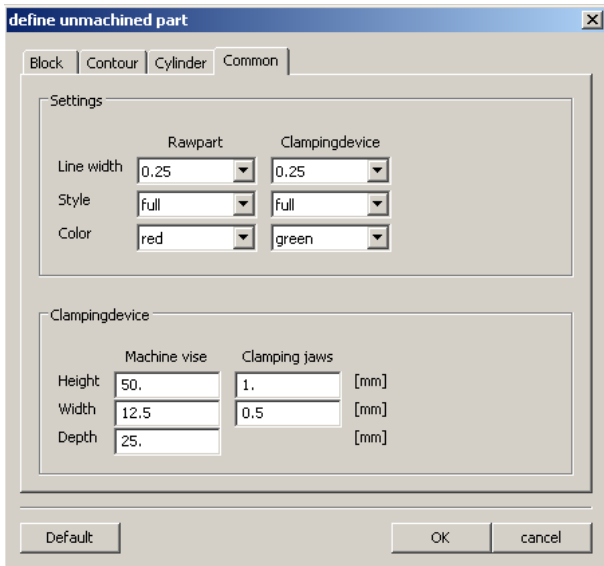 define unmachined part
Block Contour Cylinder Common
Settings
Rawpart Clampingdevice
Line width 0.25 0.25
Style full full
Color red green
Clampingdevice
Machine vise Clamping jaws
Height 50. 1. [mm]
Width 12.5 0.5 [mm]
Depth 25. [mm]
Default OK cancel